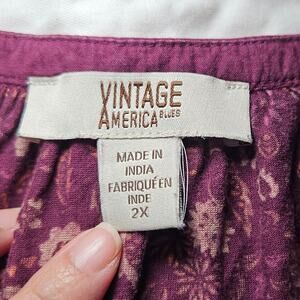 VINTAGE
AMERICA BLUES
MADE IN
INDIA
FABRIQUÉ EN
INDE
2X